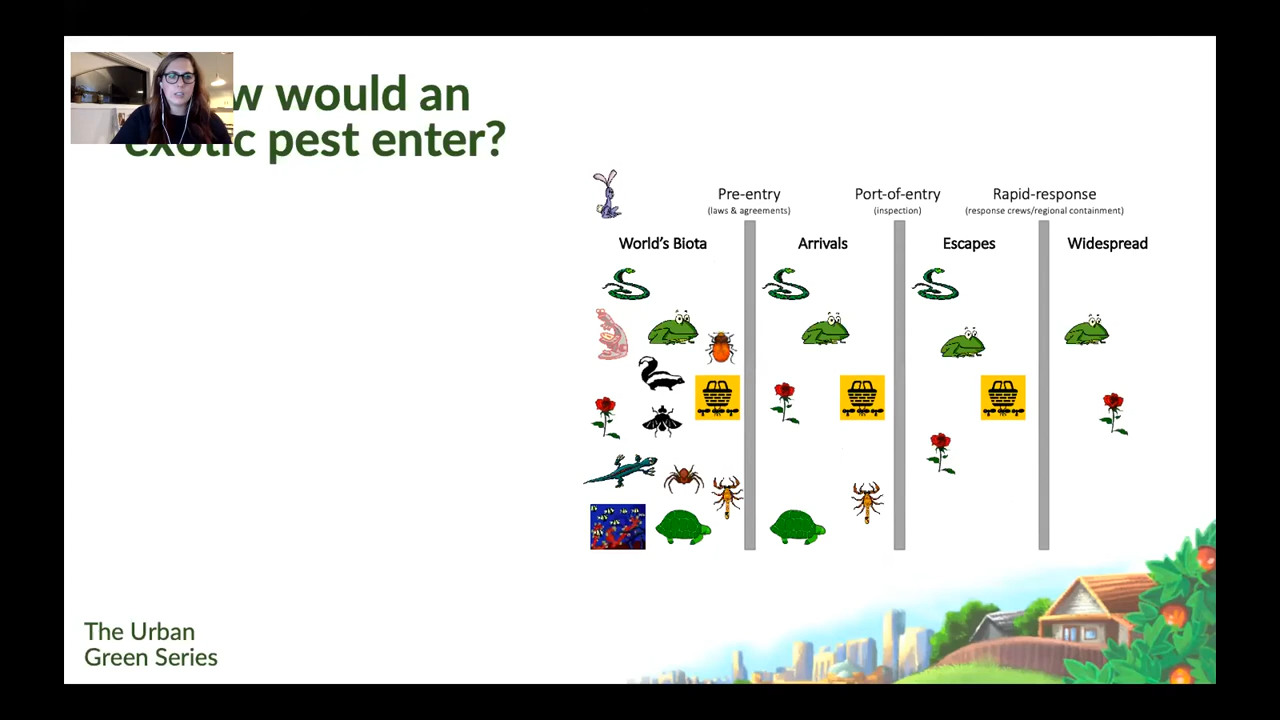 w would an
exotic pest enter?
Pre-entry
(laws & agreements)
Port-of-entry
(inspection)
Rapid-response
(response crews/regional containment)
World's Biota
Arrivals
Escapes
Widespread
The Urban
Green Series